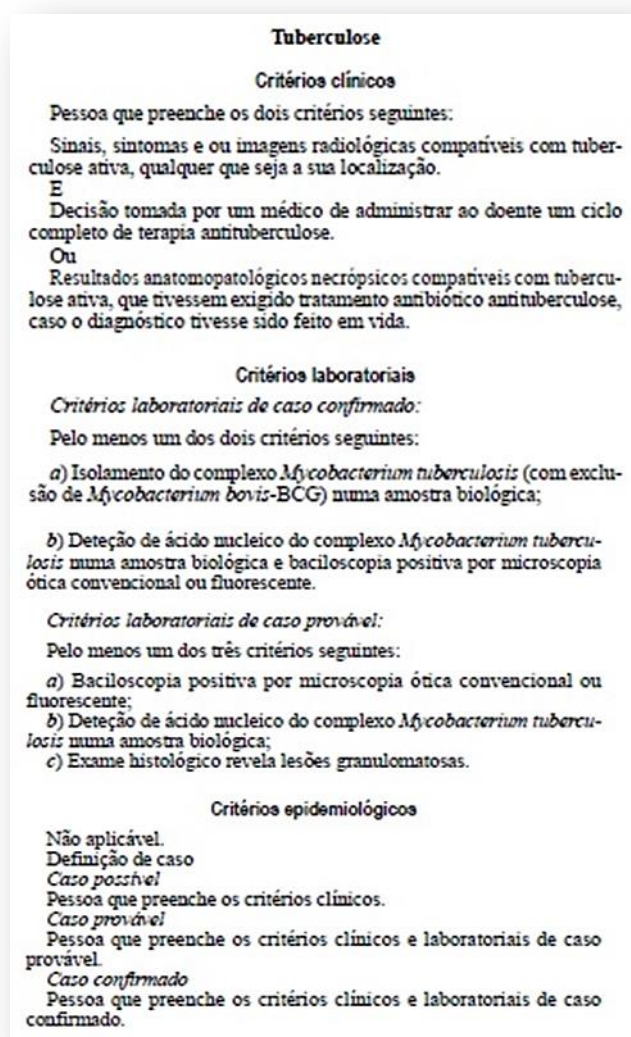 Tuberculose
Critérios clínicos
Pessoa que preenche os dois critérios seguintes:
Sinais, sintomas e ou imagens radiológicas compatíveis com tuber-
culose ativa, qualquer que seja a sua localização.
E
Decisão tomada por um médico de administrar ao doente um ciclo
completo de terapia antituberculose.
Ou
Resultados anatomopatológicos necrópsicos compatíveis com tubercu-
lose ativa, que tivessem exigido tratamento antibiótico antituberculose,
caso o diagnóstico tivesse sido feito em vida.
Critérios laboratoriais
Critérios laboratoriais de caso confirmado:
Pelo menos um dos dois critérios seguintes:
a) Isolamento do complexo Mycobacterium tuberculosis (com exclu-
são de Mycobacterium bovis-BCG) numa amostra biológica;
b) Deteção de ácido nucleico do complexo Mycobacterium tubercu-
losis numa amostra biológica e baciloscopia positiva por microscopia
ótica convencional ou fluorescente.
Critérios laboratoriais de caso provável:
Pelo menos um dos três critérios seguintes:
a) Baciloscopia positiva por microscopia ótica convencional ou
fluorescente;
b) Deteção de ácido nucleico do complexo Mycobacterium tubercu-
losis numa amostra biológica;
c) Exame histológico revela lesões granulomatosas.
Critérios epidemiológicos
Não aplicável.
Definição de caso
Caso possível
Pessoa que preenche os critérios clínicos.
Caso provável
Pessoa que preenche os critérios clínicos e laboratoriais de caso
provável.
Caso confirmado
Pessoa que preenche os critérios clínicos e laboratoriais de caso
confirmado.